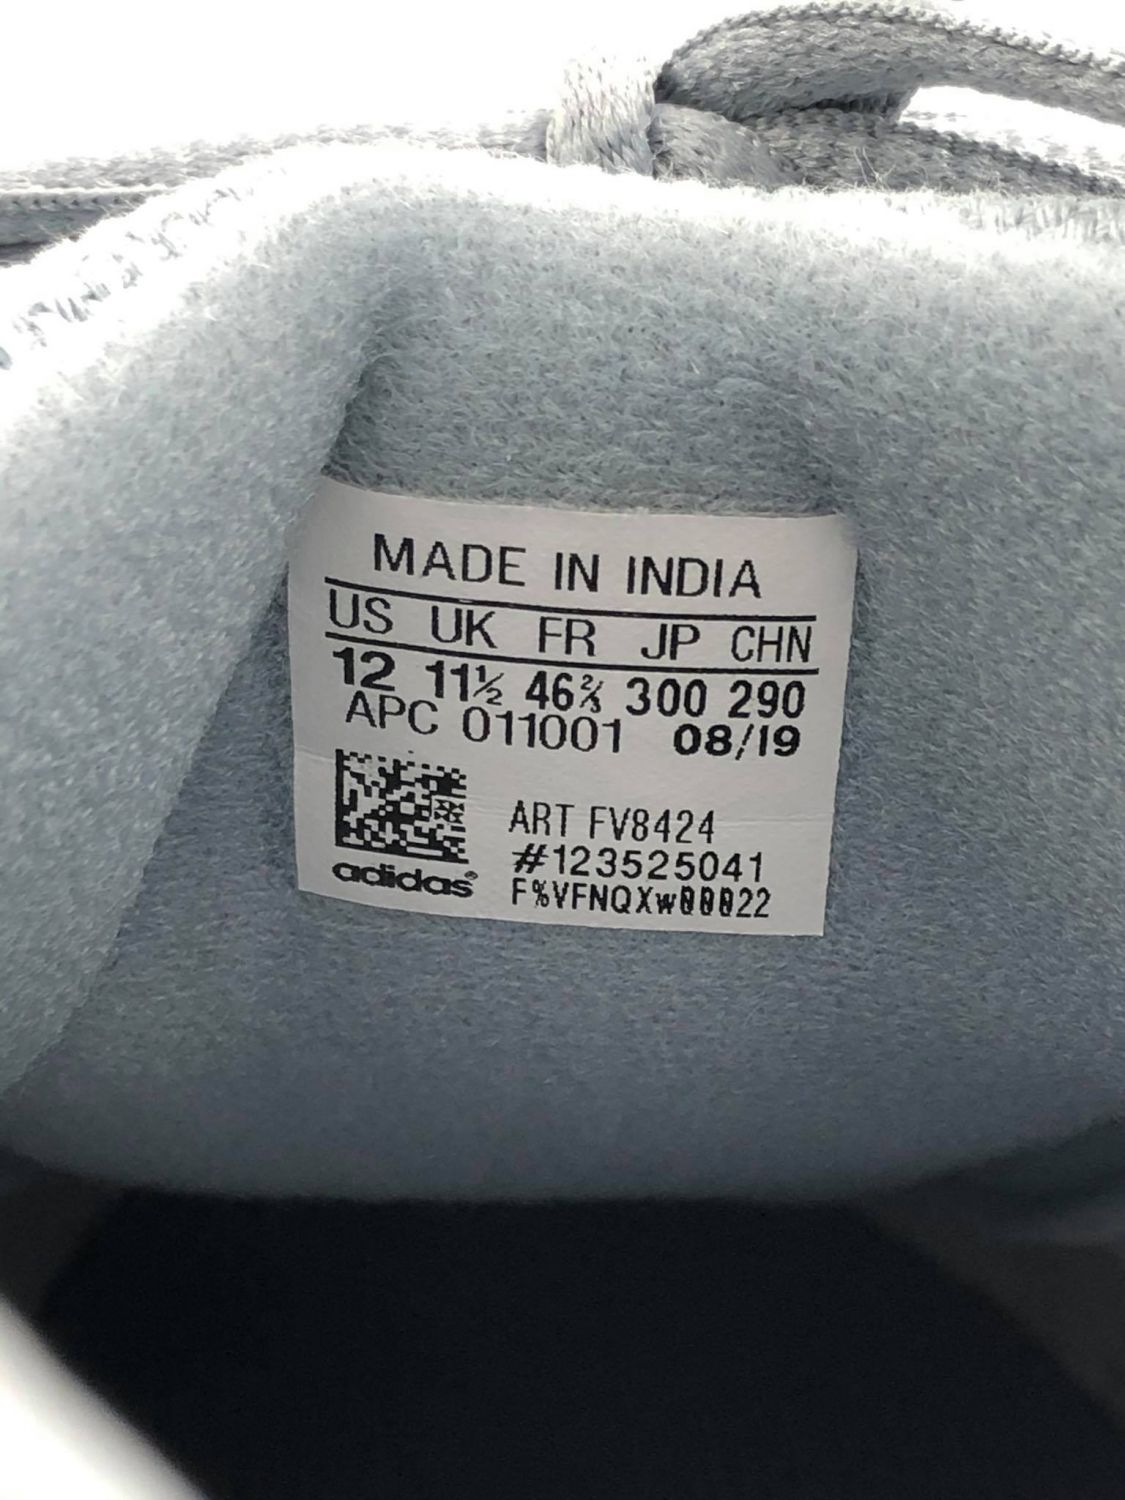 MADE IN INDIA
US UK FR JP CHN
12 11½ 46⅔ 300 290
APC 011001 08/19
ART FV8424
#123525041
adidas®
F%VFNQXw00022